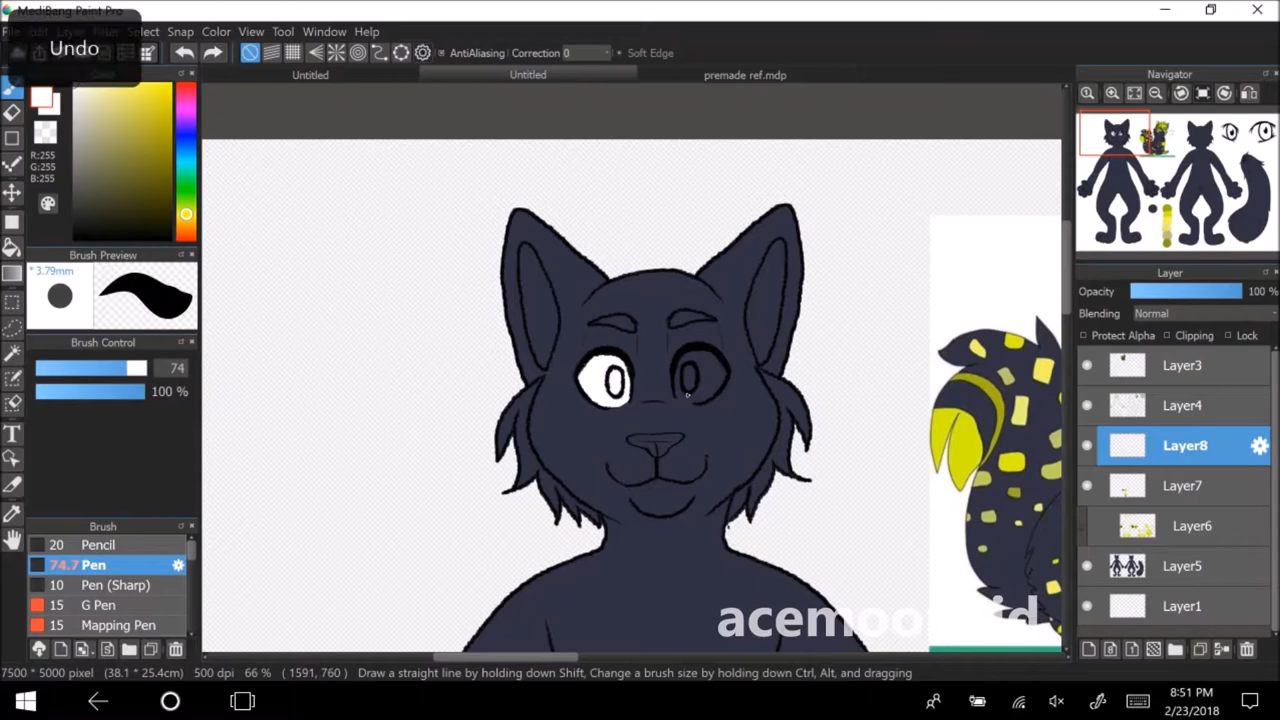 MediBang Paint Pro
Select Snap Color View Tool Window Help
Undo
AntiAliasing Correction 0 Soft Edge
Untitled Untitled premade ref.mdp
R:255
G:255
B:255
Brush Preview
* 3.79mm
Brush Control
74
100 %
Brush
20 Pencil
74.7 Pen
10 Pen (Sharp)
15 G Pen
15 Mapping Pen
Navigator
Layer
Opacity 100 %
Blending Normal
Protect Alpha Clipping Lock
Layer3
Layer4
Layer8
Layer7
Layer6
Layer5
Layer1
7500 * 5000 pixel (38.1 * 25.4cm) 500 dpi 66 % ( 1591, 760 ) Draw a straight line by holding down Shift, Change a brush size by holding down Ctrl, Alt, and dragging
8:51 PM
2/23/2018